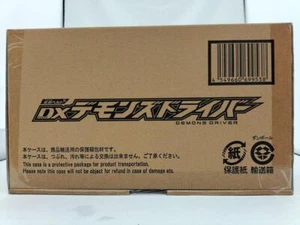 4 549660 699538
変身ベルト
DXデモンズドライバー
DEMONS DRIVER
本ケースは、商品輸送用の保護箱包材です。
本ケースは、つぶれ、汚れ等による交換は出来ません。ご了承ください。
This case is a protective package for product transportation.
Please note this case will not be object for refund in case of damage etc.
ダンボール
紙
保護紙 輸送箱